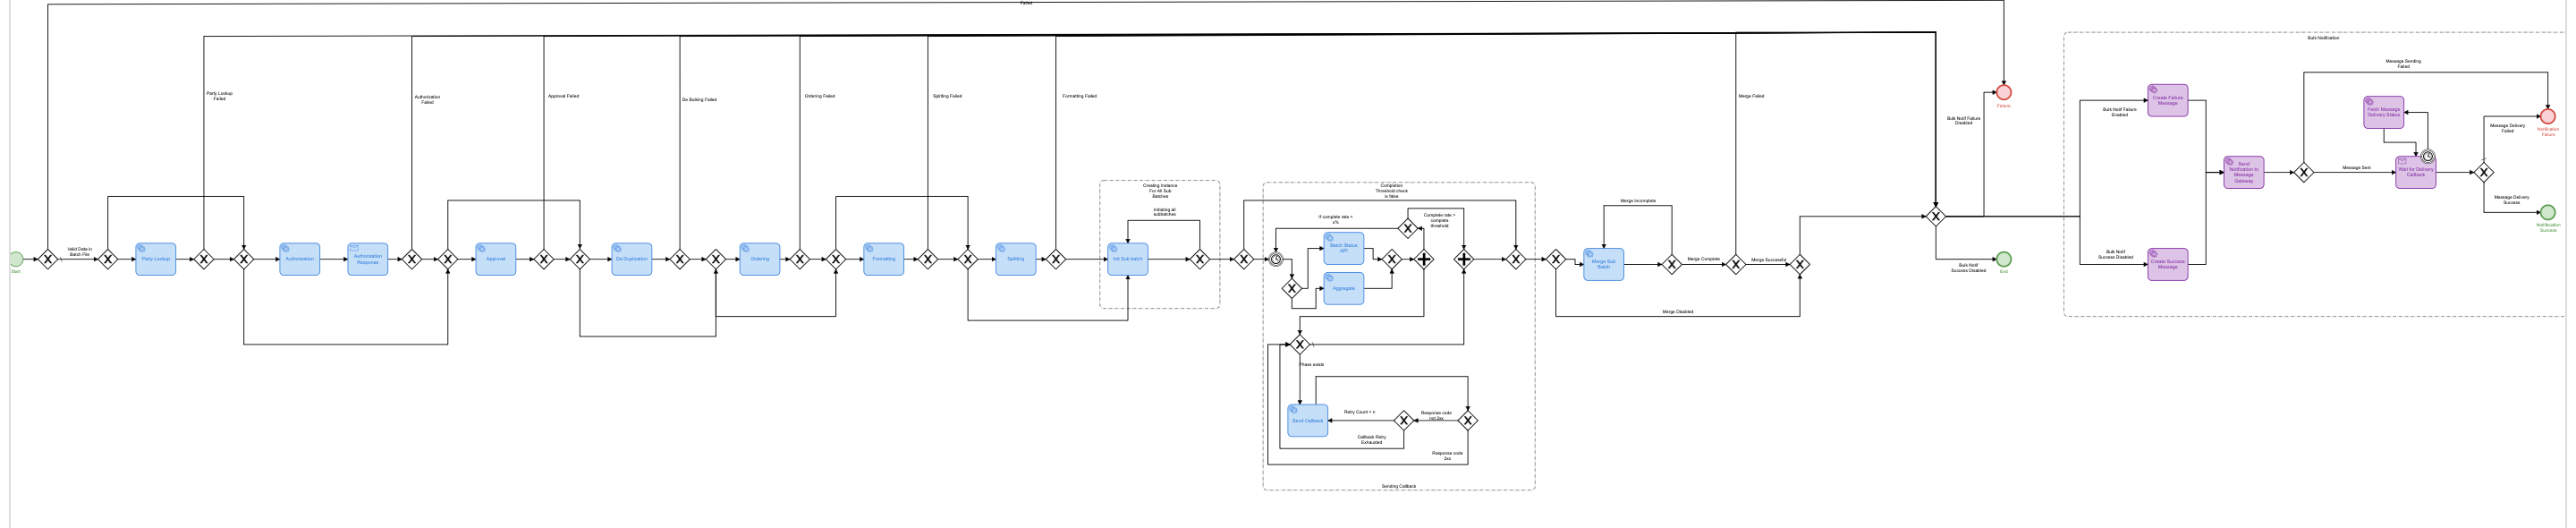 Failed
Bulk Notification
Message Sending
Failed
Party Lookup
Failed
Authorization
Failed
Approval Failed
De Bulking Failed
Ordering Failed
Splitting Failed
Formatting Failed
Merge Failed
Failure
Bulk Notif Failure
Disabled
Bulk Notif Failure
Enabled
Create Failure
Message
Fetch Message
Delivery Status
Message Delivery
Failed
Notification
Failure
Send
Notification to
Message
Gateway
Message Sent
Wait for Delivery
Callback
Message Delivery
Success
Notification
Success
Creating Instance
For All Sub
Batches
Initiating all
subbatches
Completion
Threshold check
is false
If complete rate <
x%
Complete rate >
complete
threshold
Merge Incomplete
Start
Valid Data in
Batch File
Party Lookup
Authorization
Authorization
Response
Approval
De Duplication
Ordering
Formatting
Splitting
Init Sub batch
Batch Status
API
Aggregate
Merge Sub
Batch
Merge Complete
Merge Successful
Merge Disabled
Bulk Notif
Success Disabled
End
Bulk Notif
Success Disabled
Create Success
Message
Phase exists
Send Callback
Retry Count < n
Response code
not 2xx
Callback Retry
Exhausted
Response code
2xx
Sending Callback